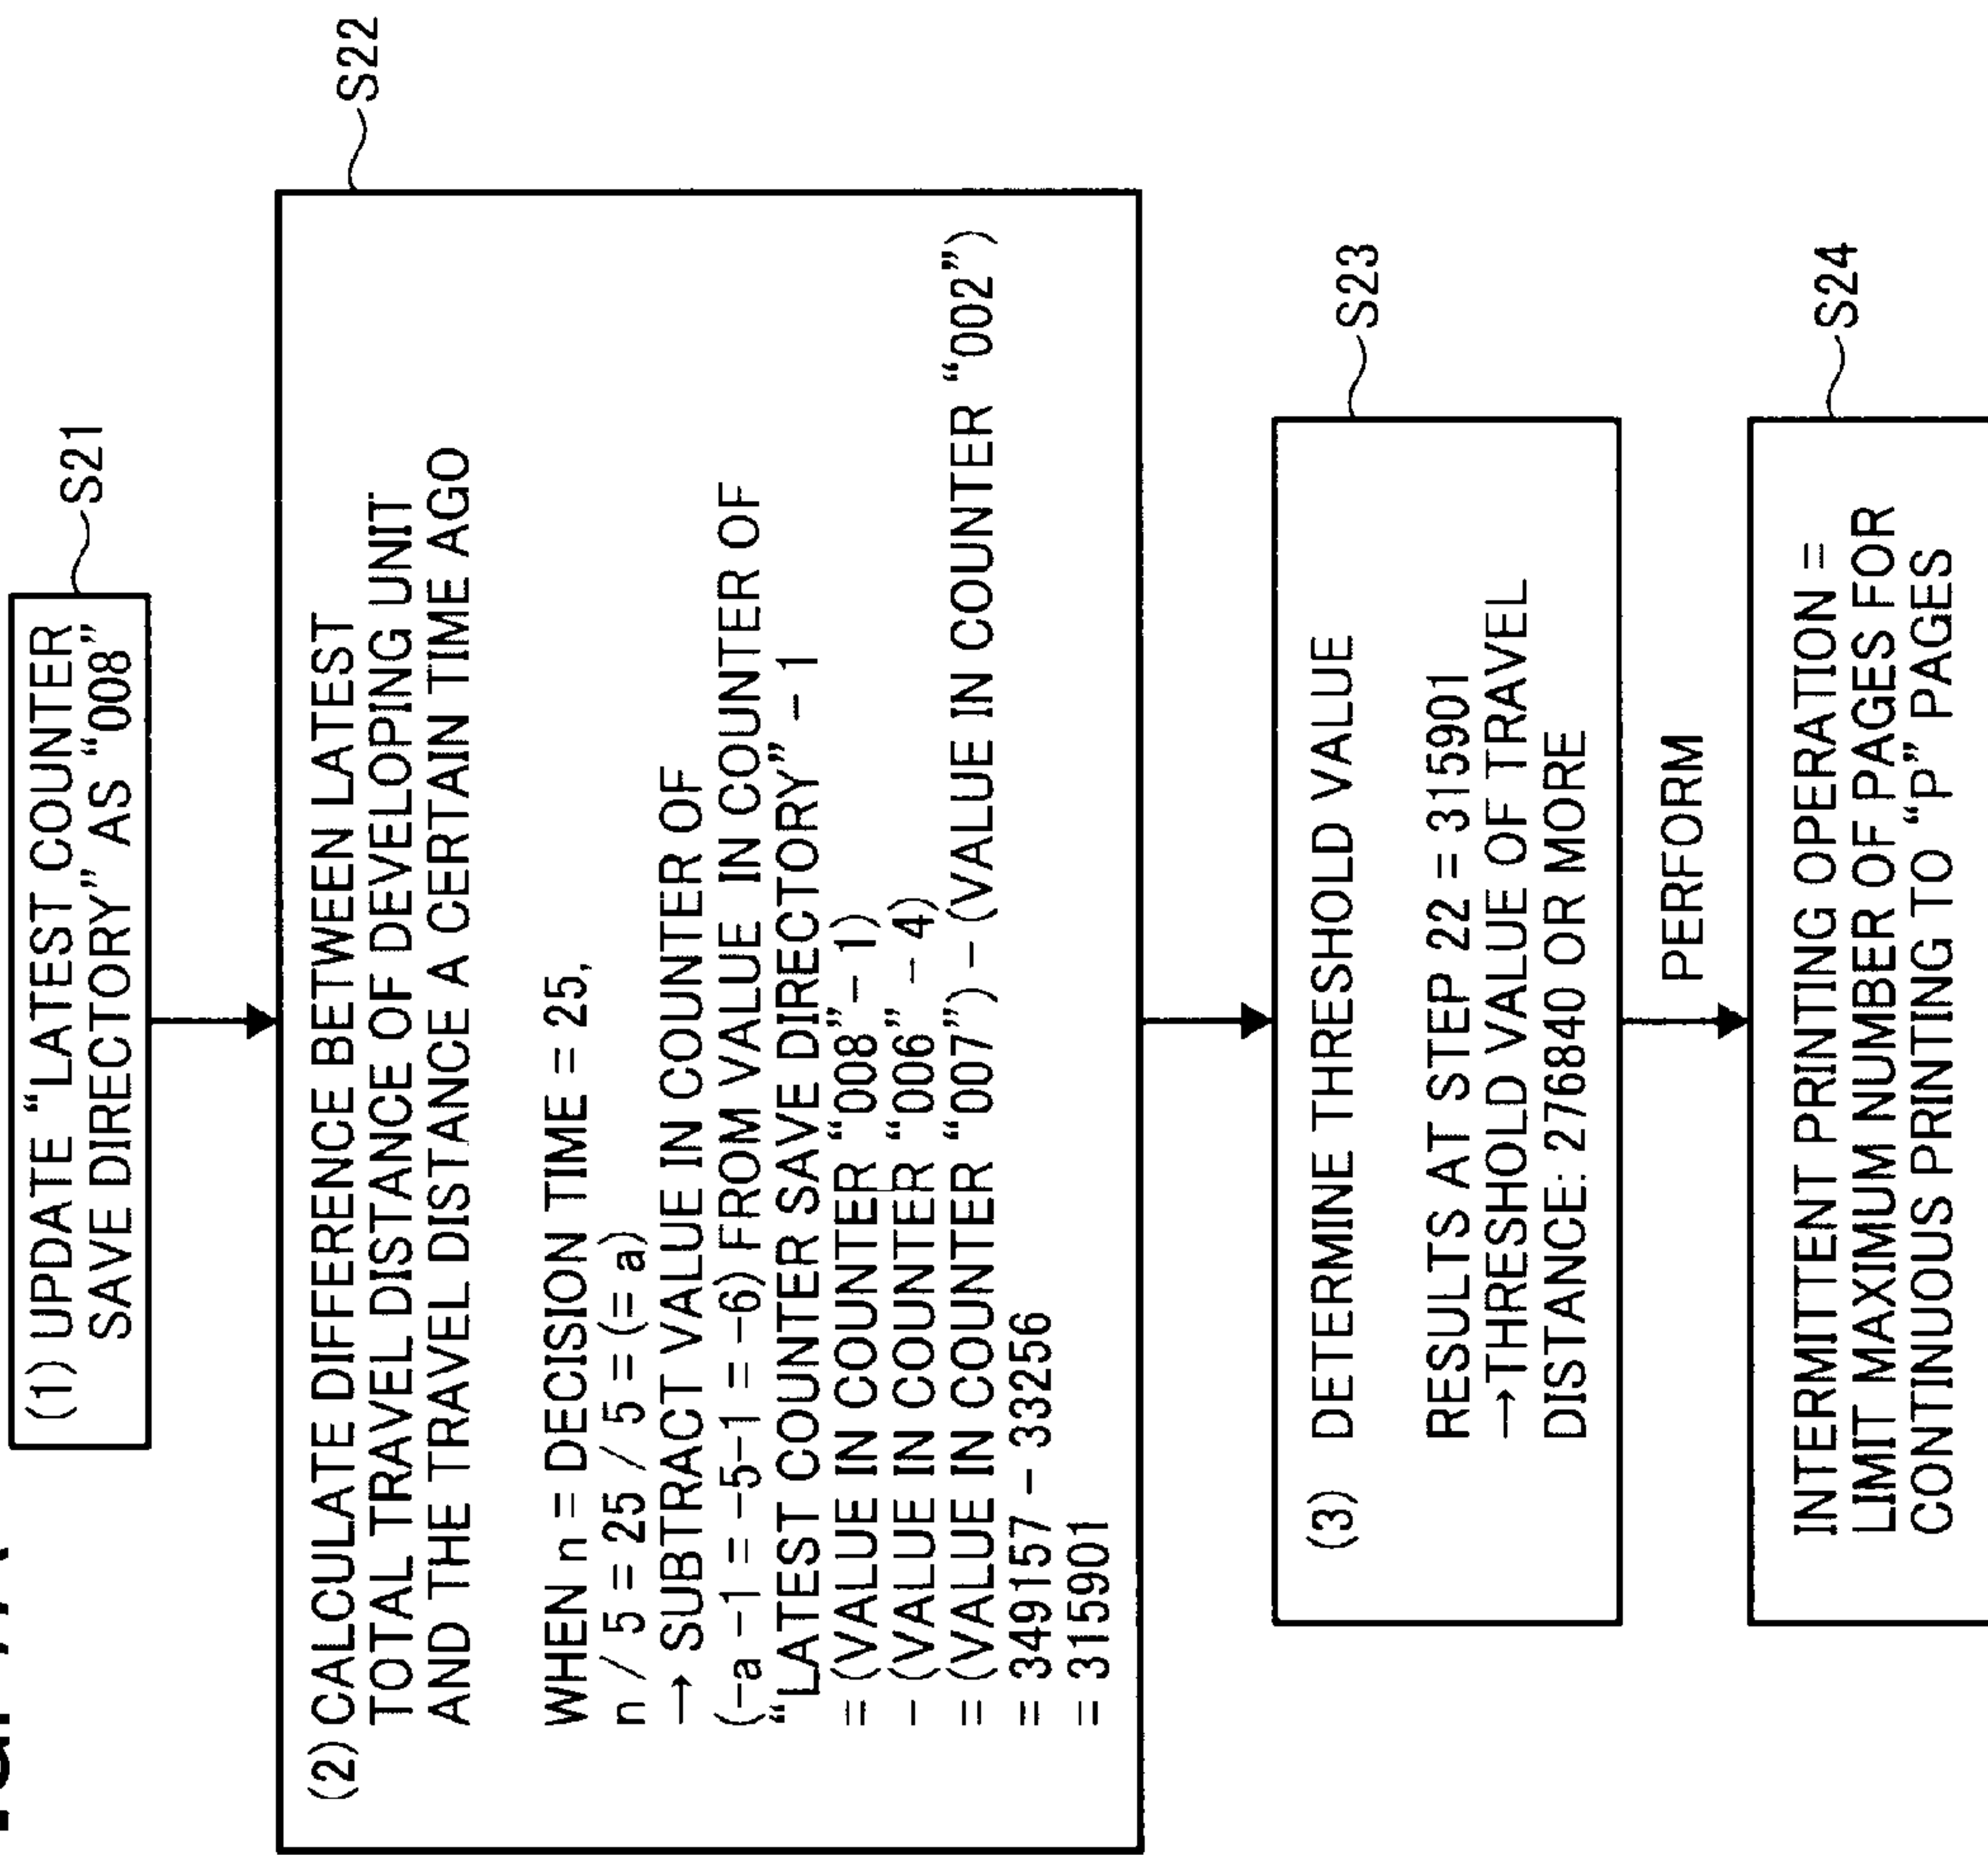 (1) UPDATE “LATEST COUNTER
SAVE DIRECTORY” AS “008”
S21
(2) CALCULATE DIFFERENCE BETWEEN LATEST
TOTAL TRAVEL DISTANCE OF DEVELOPING UNIT
AND THE TRAVEL DISTANCE A CERTAIN TIME AGO
WHEN n = DECISION TIME = 25,
n / 5 = 25 / 5 = (= a)
→ SUBTRACT VALUE IN COUNTER OF
(-a -1 = -5-1 = -6) FROM VALUE IN COUNTER OF
“LATEST COUNTER SAVE DIRECTORY” - 1
= (VALUE IN COUNTER “008”-1)
- (VALUE IN COUNTER “006” -4)
= (VALUE IN COUNTER “007”) - (VALUE IN COUNTER “002”)
= 349157 - 33256
= 315901
S22
(3) DETERMINE THRESHOLD VALUE
RESULTS AT STEP 22 = 315901
→THRESHOLD VALUE OF TRAVEL
DISTANCE: 276840 OR MORE
S23
PERFORM
INTERMITTENT PRINTING OPERATION =
LIMIT MAXIMUM NUMBER OF PAGES FOR
CONTINUOUS PRINTING TO “P” PAGES
S24